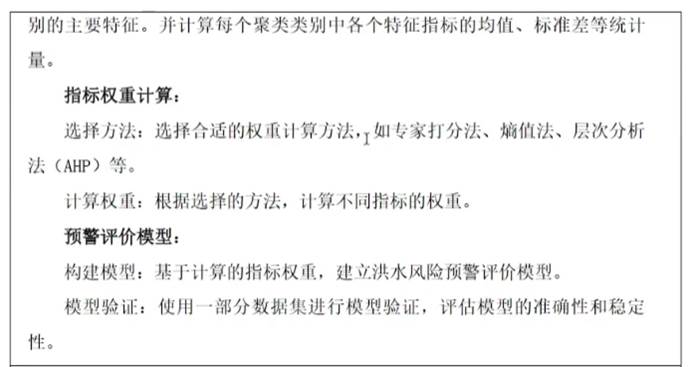 别的主要特征。并计算每个聚类类别中各个特征指标的均值、标准差等统计
量。
指标权重计算：
选择方法：选择合适的权重计算方法，如专家打分法、熵值法、层次分析
法（AHP）等。
计算权重：根据选择的方法，计算不同指标的权重。
预警评价模型：
构建模型：基于计算的指标权重，建立洪水风险预警评价模型。
模型验证：使用一部分数据集进行模型验证，评估模型的准确性和稳定
性。